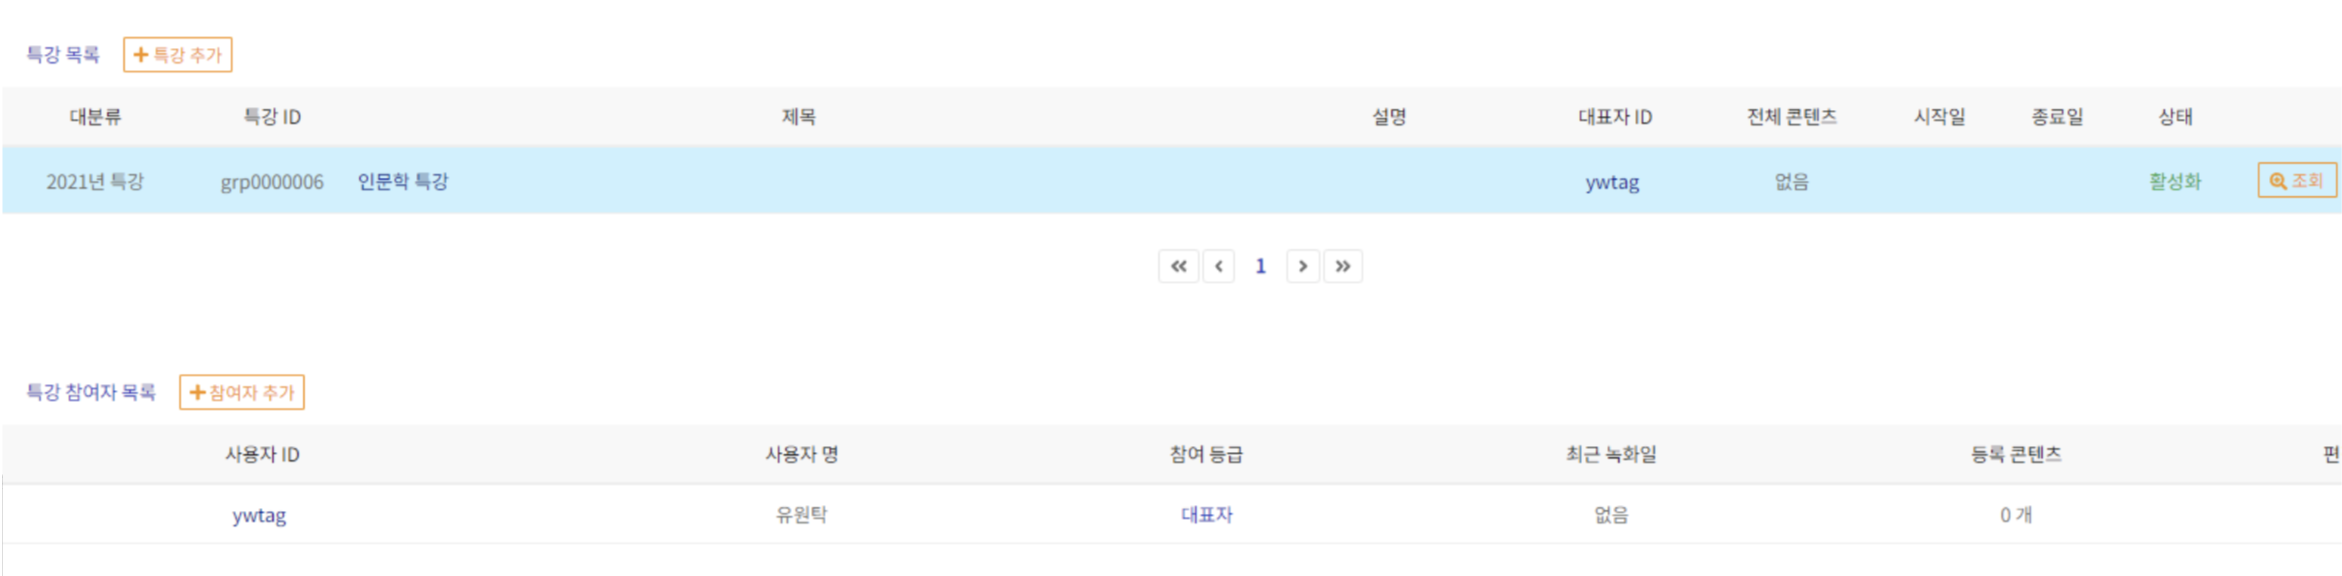 특강 목록 + 특강 추가
대분류 특강 ID 제목 설명 대표자 ID 전체 콘텐츠 시작일 종료일 상태
2021년 특강 grp0000006 인문학 특강 ywtag 없음 활성화 조회
« ‹ 1 › »
특강 참여자 목록 + 참여자 추가
사용자 ID 사용자 명 참여 등급 최근 녹화일 등록 콘텐츠 편
ywtag 유원탁 대표자 없음 0 개